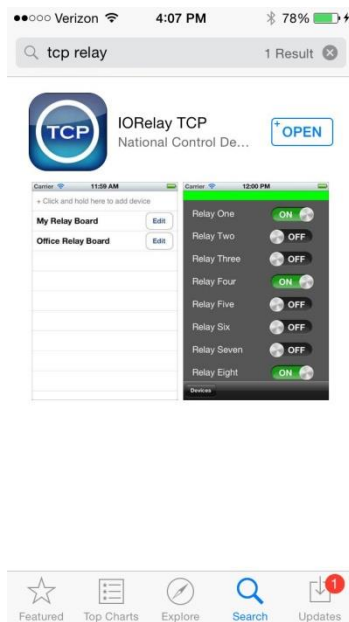 Verizon 4:07 PM 78%
tcp relay 1 Result
TCP
IORelay TCP
National Control De...
+ OPEN
Carrier 11:59 AM
+ Click and hold here to add device
My Relay Board Edit
Office Relay Board Edit
Carrier 12:00 PM
Relay One ON
Relay Two OFF
Relay Three OFF
Relay Four ON
Relay Five OFF
Relay Six OFF
Relay Seven OFF
Relay Eight ON
Devices
1
Featured Top Charts Explore Search Updates